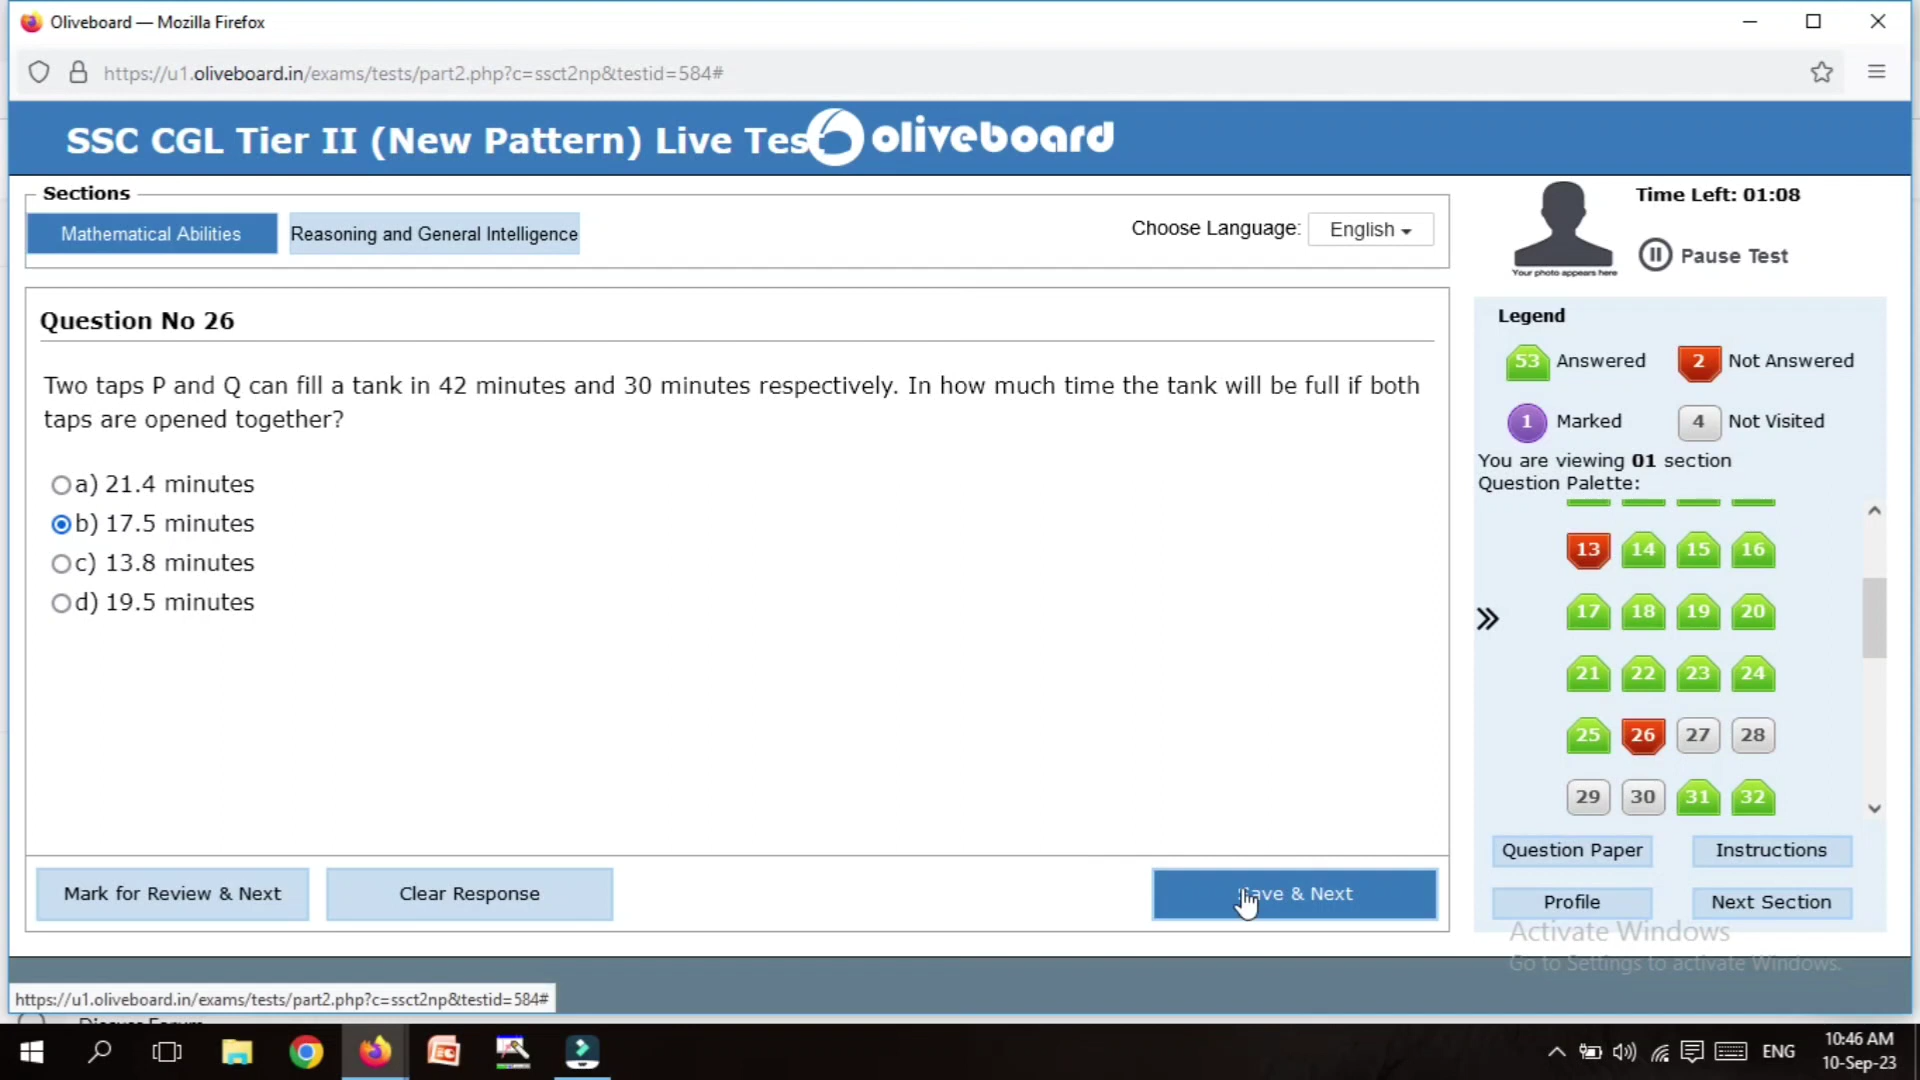 Oliveboard — Mozilla Firefox
https://u1.oliveboard.in/exams/tests/part2.php?c=ssct2np&testid=584#
SSC CGL Tier II (New Pattern) Live Tes
oliveboard
Sections
Mathematical Abilities
Reasoning and General Intelligence
Choose Language:
English
Your photo appears here
Time Left: 01:08
Pause Test
Question No 26
Two taps P and Q can fill a tank in 42 minutes and 30 minutes respectively. In how much time the tank will be full if both
taps are opened together?
a) 21.4 minutes
b) 17.5 minutes
c) 13.8 minutes
d) 19.5 minutes
Legend
53 Answered
2 Not Answered
1 Marked
4 Not Visited
You are viewing 01 section
Question Palette:
13 14 15 16
17 18 19 20
21 22 23 24
25 26 27 28
29 30 31 32
Question Paper
Instructions
Profile
Next Section
Mark for Review & Next
Clear Response
& Next
Activate Windows
Go to Settings to activate Windows.
https://u1.oliveboard.in/exams/tests/part2.php?c=ssct2np&testid=584#
ENG
10:46 AM
10-Sep-23